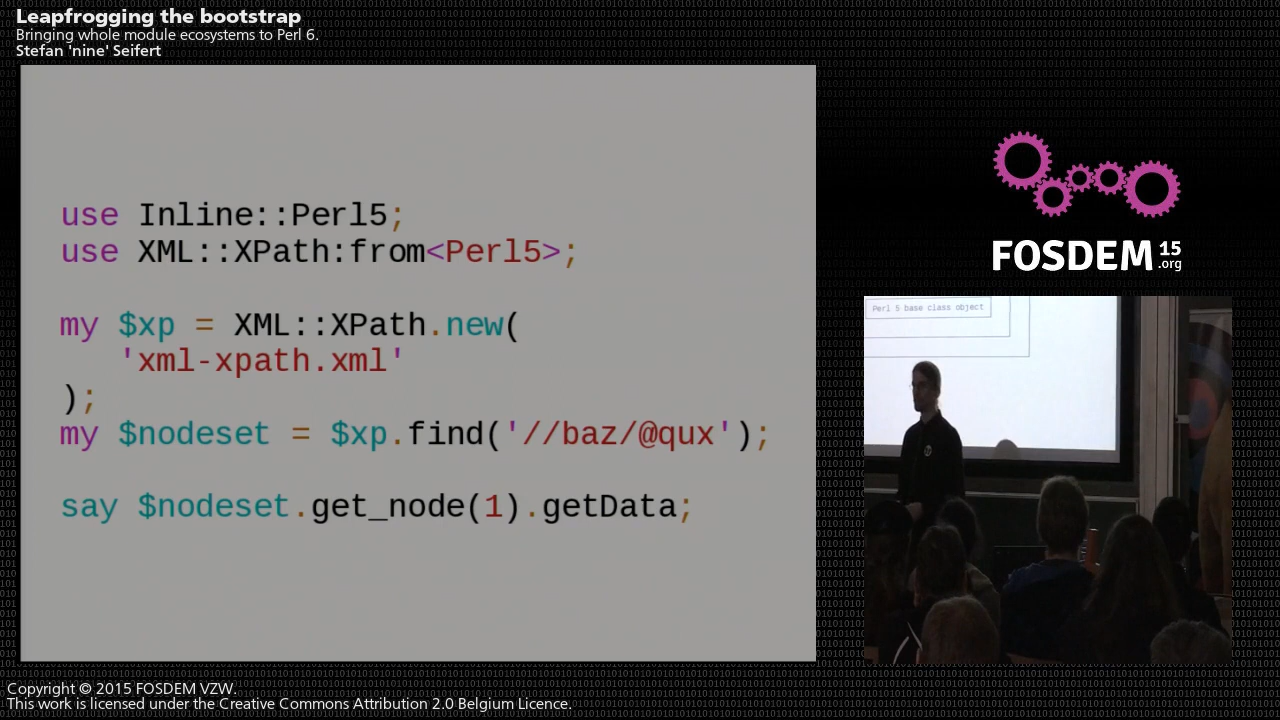 Leapfrogging the bootstrap
Bringing whole module ecosystems to Perl 6.
Stefan 'nine' Seifert
use Inline::Perl5;
use XML::XPath:from<Perl5>;
my $xp = XML::XPath.new(
'xml-xpath.xml'
);
my $nodeset = $xp.find('//baz/@qux');
say $nodeset.get_node(1).getData;
FOSDEM 15
.org
Perl 5 base class object
Copyright © 2015 FOSDEM VZW.
This work is licensed under the Creative Commons Attribution 2.0 Belgium Licence.